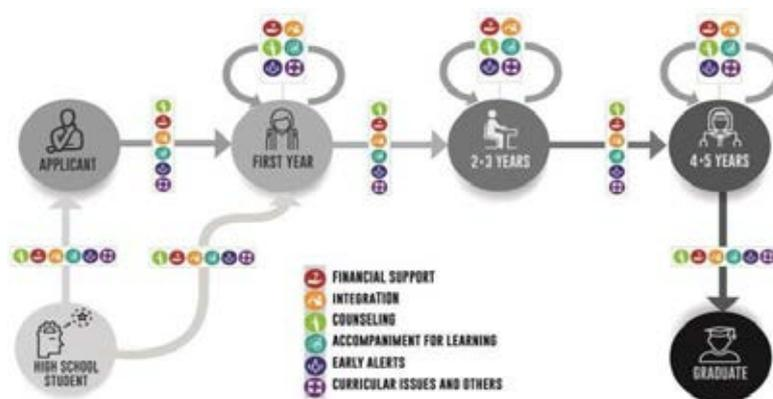 APPLICANT
FIRST YEAR
2-3 YEARS
4-5 YEARS
HIGH SCHOOL
STUDENT
FINANCIAL SUPPORT
INTEGRATION
COUNSELING
ACCOMPANIMENT FOR LEARNING
EARLY ALERTS
CURRICULAR ISSUES AND OTHERS
GRADUATE